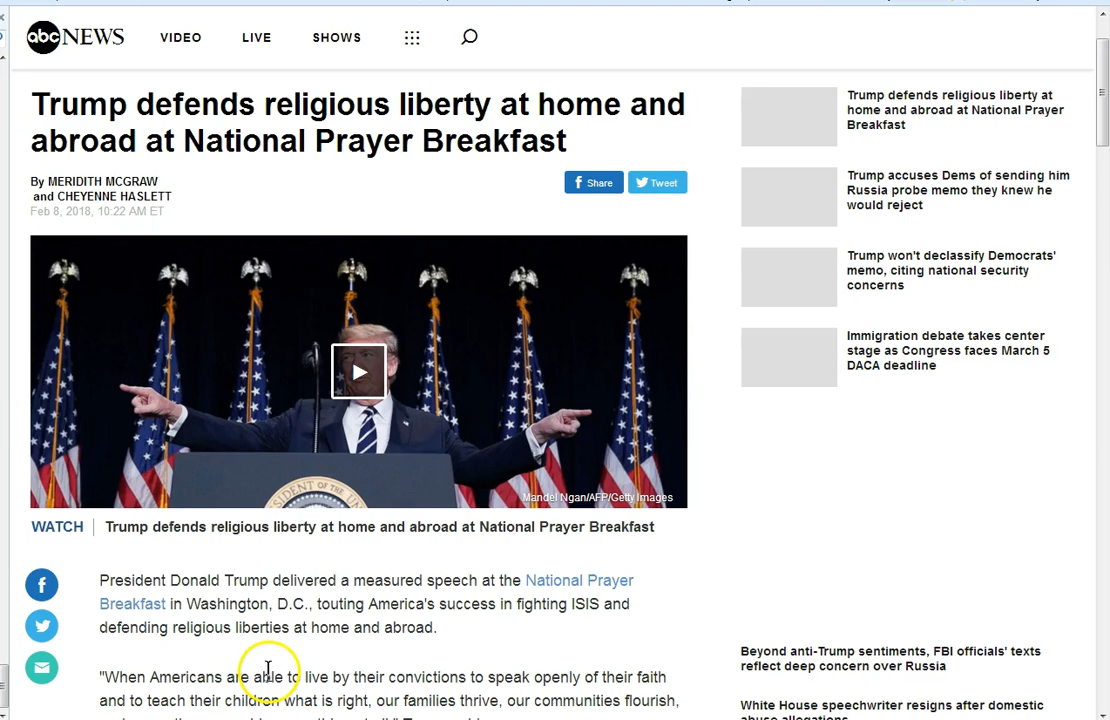 abc NEWS VIDEO LIVE SHOWS
Trump defends religious liberty at home and
abroad at National Prayer Breakfast
By MERIDITH MCGRAW
and CHEYENNE HASLETT
Feb 8, 2018, 10:22 AM ET
Share Tweet
PRESIDENT OF THE
Mandel Ngan/AFP/Getty Images
WATCH Trump defends religious liberty at home and abroad at National Prayer Breakfast
President Donald Trump delivered a measured speech at the National Prayer
Breakfast in Washington, D.C., touting America's success in fighting ISIS and
defending religious liberties at home and abroad.
"When Americans are able to live by their convictions to speak openly of their faith
and to teach their children what is right, our families thrive, our communities flourish,
Trump defends religious liberty at
home and abroad at National Prayer
Breakfast
Trump accuses Dems of sending him
Russia probe memo they knew he
would reject
Trump won't declassify Democrats'
memo, citing national security
concerns
Immigration debate takes center
stage as Congress faces March 5
DACA deadline
Beyond anti-Trump sentiments, FBI officials' texts
reflect deep concern over Russia
White House speechwriter resigns after domestic
abuse allegations